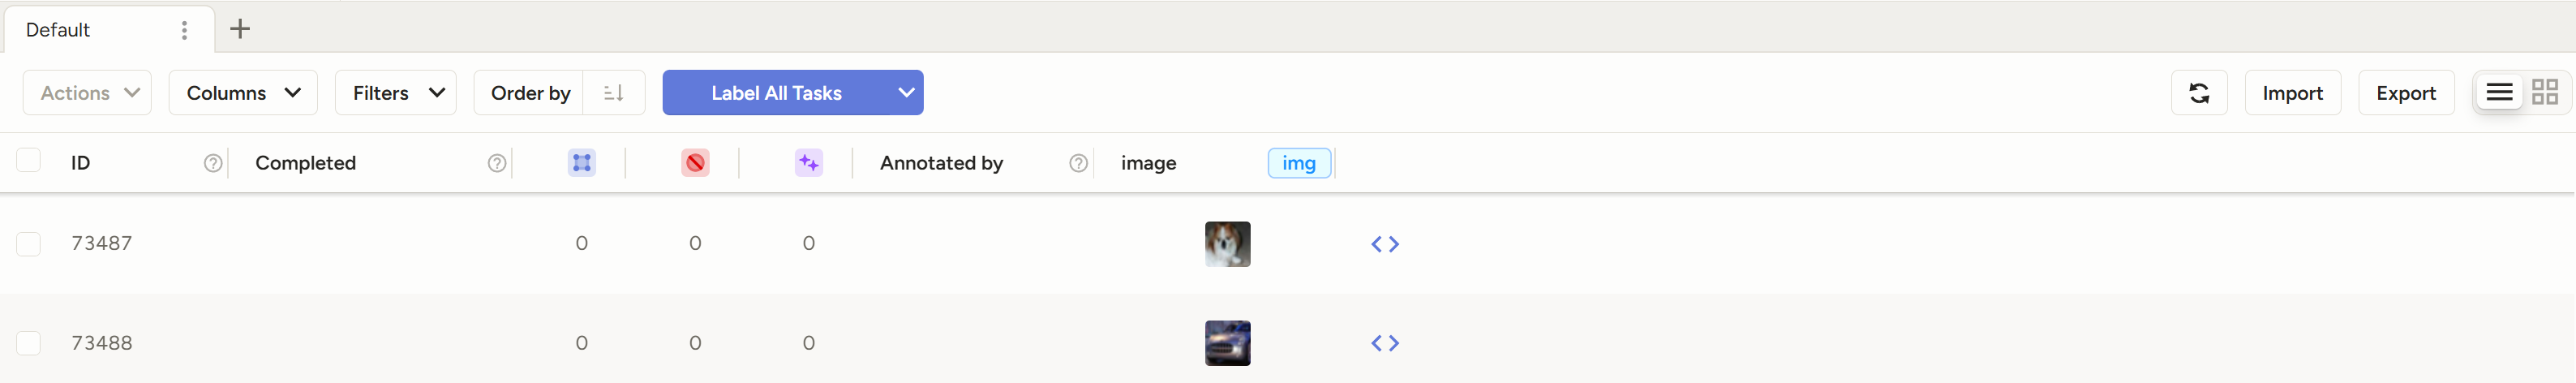 Default
Actions Columns Filters Order by Label All Tasks Import Export
ID Completed Annotated by image img
73487 0 0 0
73488 0 0 0